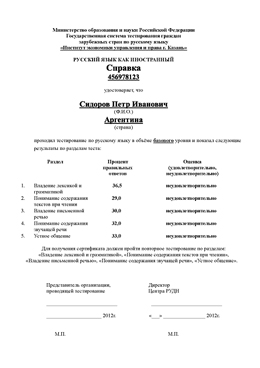 Министерство образования и науки Российской Федерации
Государственная система тестирования граждан
зарубежных стран по русскому языку
«Институт экономики управления и права г. Казань»
РУССКИЙ ЯЗЫК КАК ИНОСТРАННЫЙ
Справка
456978123
удостоверяет, что
Сидоров Петр Иванович
(Ф.И.О.)
Аргентина
(страна)
проходил тестирование по русскому языку в объёме базового уровня и показал следующие
результаты по разделам теста:
Раздел Процент правильных ответов Оценка (удовлетворительно, неудовлетворительно)
1. Владение лексикой и грамматикой 36,5 неудовлетворительно
2. Понимание содержания текстов при чтении 29,0 неудовлетворительно
3. Владение письменной речью 30,0 неудовлетворительно
4. Понимание содержания звучащей речи 32,0 неудовлетворительно
5. Устное общение 33,0 неудовлетворительно
Для получения сертификата должен пройти повторное тестирование по разделам:
«Владение лексикой и грамматикой», «Понимание содержания текстов при чтении»,
«Владение письменной речью», «Понимание содержания звучащей речи», «Устное общение».
Представитель организации, Директор
проводящей тестирование Центра РУДН
2012г. «___» 2012г.
М.П. М.П.